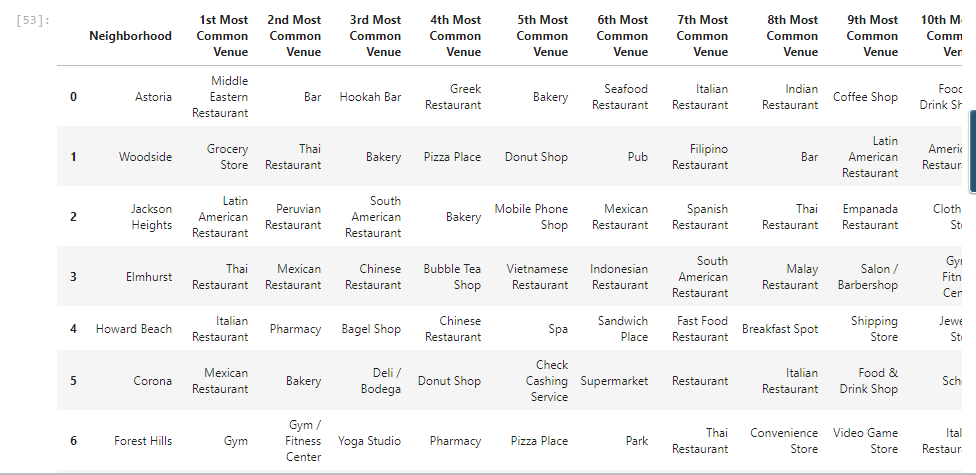 [53]:
Neighborhood 1st Most Common Venue 2nd Most Common Venue 3rd Most Common Venue 4th Most Common Venue 5th Most Common Venue 6th Most Common Venue 7th Most Common Venue 8th Most Common Venue 9th Most Common Venue 10th
0 Astoria Middle Eastern Restaurant Bar Hookah Bar Greek Restaurant Bakery Seafood Restaurant Italian Restaurant Indian Restaurant Coffee Shop Drink
1 Woodside Grocery Store Thai Restaurant Bakery Pizza Place Donut Shop Pub Filipino Restaurant Bar Latin American Restaurant
2 Jackson Heights Latin American Restaurant Peruvian Restaurant South American Restaurant Bakery Mobile Phone Shop Mexican Restaurant Spanish Restaurant Thai Restaurant Empanada Restaurant
3 Elmhurst Thai Restaurant Mexican Restaurant Chinese Restaurant Bubble Tea Shop Vietnamese Restaurant Indonesian Restaurant South American Restaurant Malay Restaurant Salon / Barbershop
4 Howard Beach Italian Restaurant Pharmacy Bagel Shop Chinese Restaurant Spa Sandwich Place Fast Food Restaurant Breakfast Spot Shipping Store
5 Corona Mexican Restaurant Bakery Deli / Bodega Donut Shop Check Cashing Service Supermarket Restaurant Italian Restaurant Food & Drink Shop
6 Forest Hills Gym Gym / Fitness Center Yoga Studio Pharmacy Pizza Place Park Thai Restaurant Convenience Store Video Game Store